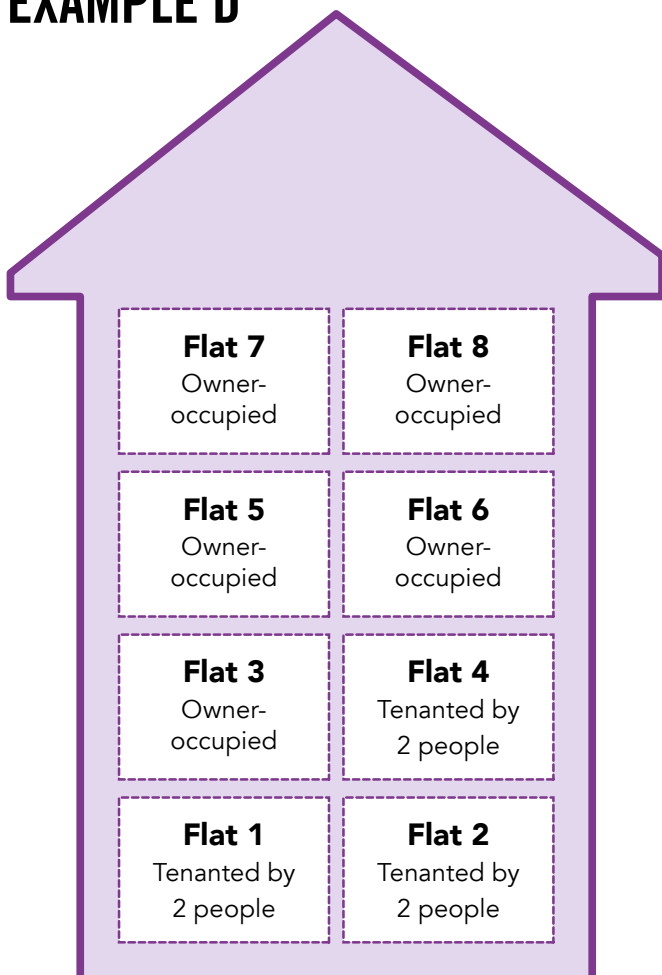 EXAMPLE D
Flat 7
Owner-
occupied
Flat 8
Owner-
occupied
Flat 5
Owner-
occupied
Flat 6
Owner-
occupied
Flat 3
Owner-
occupied
Flat 4
Tenanted by
2 people
Flat 1
Tenanted by
2 people
Flat 2
Tenanted by
2 people